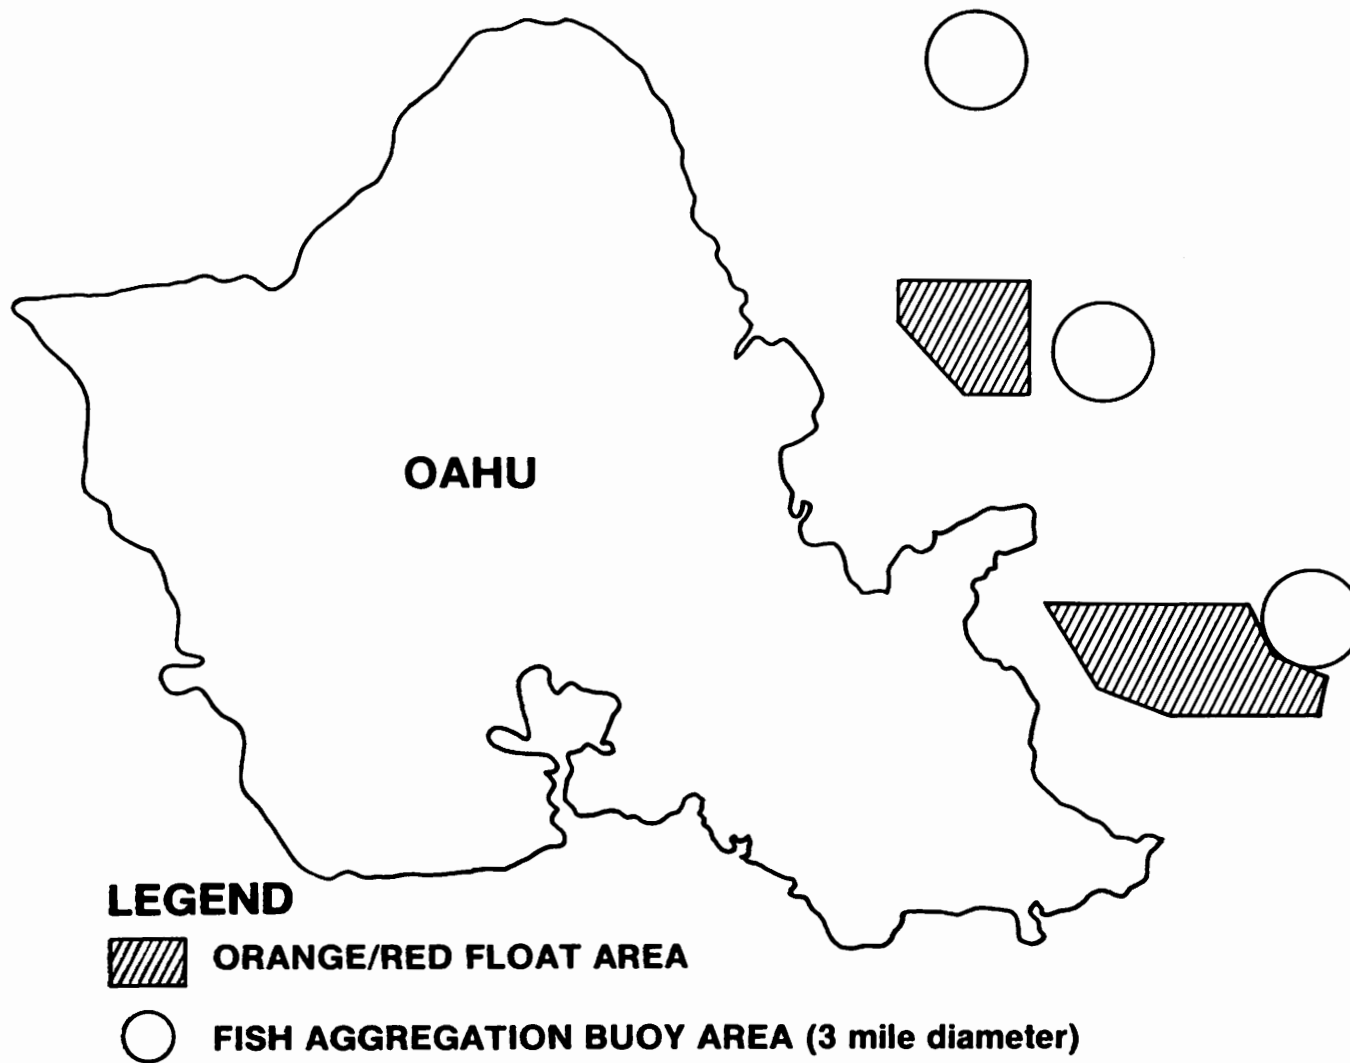 OAHU
LEGEND
ORANGE/RED FLOAT AREA
FISH AGGREGATION BUOY AREA (3 mile diameter)